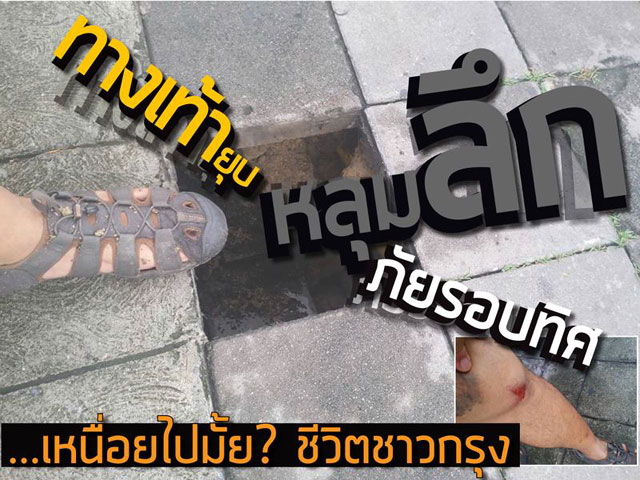 ทางเท้ายุบ
หลุมลึก
ภัยรอบทิศ
...เหนื่อยไปมั้ย? ชีวิตชาวกรุง